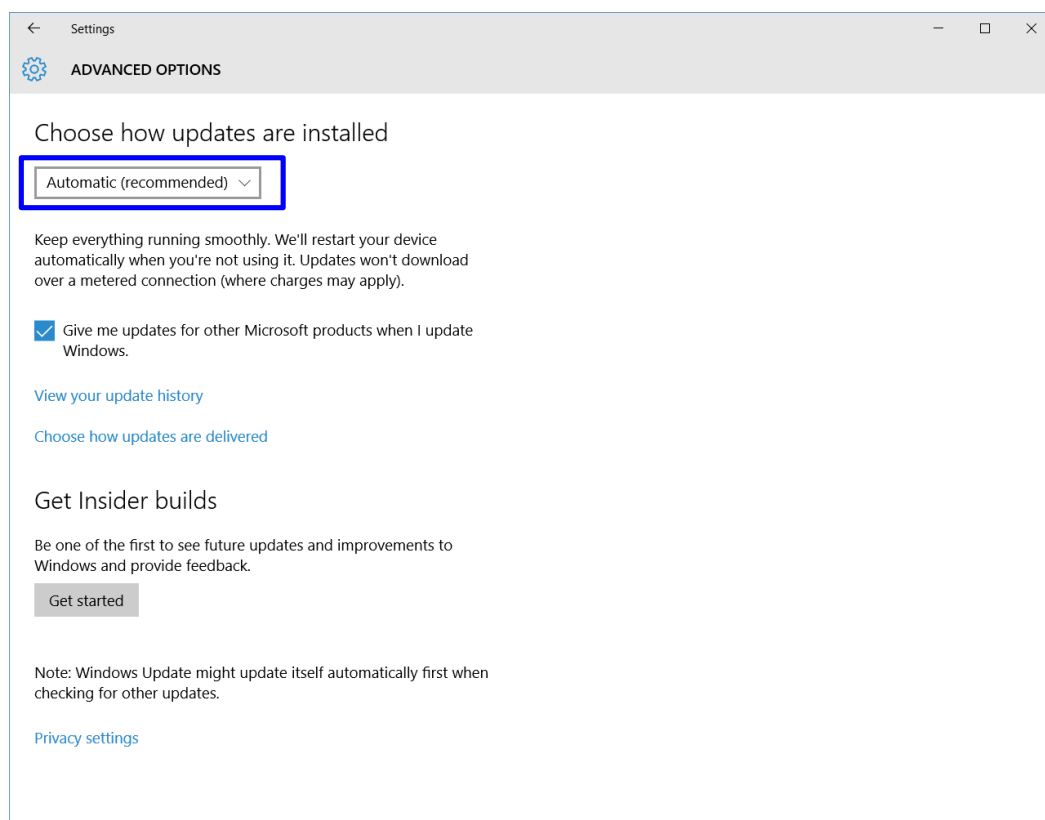 Settings
ADVANCED OPTIONS
Choose how updates are installed
Automatic (recommended)
Keep everything running smoothly. We'll restart your device
automatically when you're not using it. Updates won't download
over a metered connection (where charges may apply).
Give me updates for other Microsoft products when I update
Windows.
View your update history
Choose how updates are delivered
Get Insider builds
Be one of the first to see future updates and improvements to
Windows and provide feedback.
Get started
Note: Windows Update might update itself automatically first when
checking for other updates.
Privacy settings